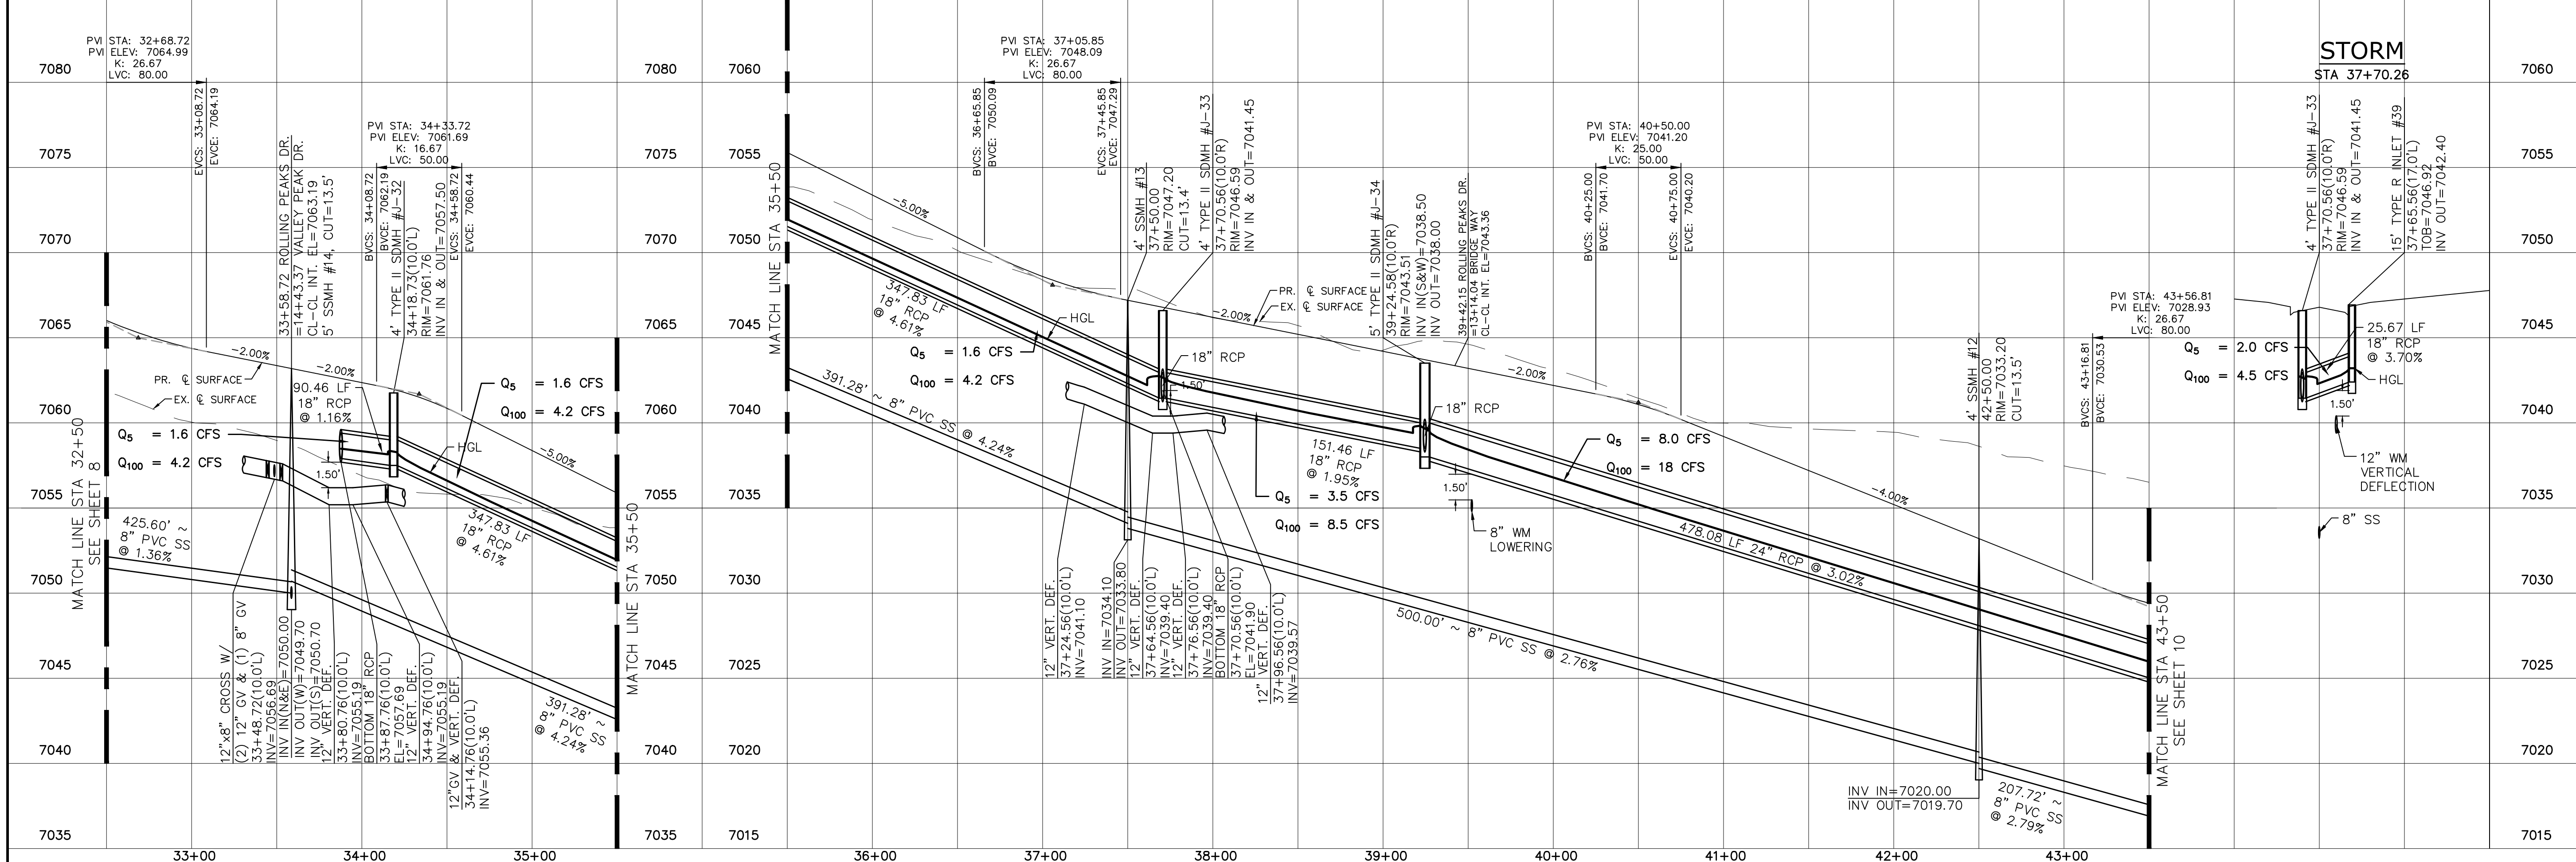 PVI STA: 32+68.72
PVI ELEV: 7064.99
K: 26.67
LVC: 80.00
EVCS: 33+08.72
EVCE: 7064.19
33+58.72 ROLLING PEAKS DR.
=14+43.37 VALLEY PEAK DR.
CL-CL INT. EL=7063.19
5' SSMH #14, CUT=13.5'
PVI STA: 34+33.72
PVI ELEV: 7061.69
K: 16.67
LVC: 50.00
BVCS: 34+08.72
BVCE: 7062.19
4' TYPE II SDMH #J-32
34+18.73(10.0'L)
RIM=7061.76
INV IN & OUT=7057.50
EVCS: 34+58.72
EVCE: 7060.44
7080
7075
7070
7065
7060
7055
7050
7045
7040
7035
MATCH LINE STA 32+50
SEE SHEET 8
-2.00%
-2.00%
PR. ℄ SURFACE
EX. ℄ SURFACE
90.46 LF
18" RCP
@ 1.16%
Q5 = 1.6 CFS
Q100 = 4.2 CFS
Q5 = 1.6 CFS
Q100 = 4.2 CFS
HGL
-5.00%
1.50'
347.83 LF
18" RCP
@ 4.61%
425.60' ~
8" PVC SS
@ 1.36%
12"x8" CROSS W/
(2) 12" GV & (1) 8" GV
33+48.72(10.0'L)
INV=7056.69
INV IN(N&E)=7050.00
INV OUT(W)=7049.70
INV OUT(S)=7050.70
12" VERT. DEF.
33+80.76(10.0'L)
INV=7055.19
BOTTOM 18" RCP
33+87.76(10.0'L)
EL=7057.69
12" VERT. DEF.
34+94.76(10.0'L)
INV=7055.19
12"GV & VERT. DEF.
34+14.76(10.0'L)
INV=7055.36
391.28' ~
8" PVC SS
@ 4.24%
MATCH LINE STA 35+50
7080
7075
7070
7065
7060
7055
7050
7045
7040
7035
33+00
34+00
35+00
7060
7055
7050
7045
7040
7035
7030
7025
7020
7015
MATCH LINE STA 35+50
PVI STA: 37+05.85
PVI ELEV: 7048.09
K: 26.67
LVC: 80.00
BVCS: 36+65.85
BVCE: 7050.09
EVCS: 37+45.85
EVCE: 7047.29
4' SSMH #13
37+50.00
RIM=7047.20
CUT=13.4'
4' TYPE II SDMH #J-33
37+70.56(10.0'R)
RIM=7046.59
INV IN & OUT=7041.45
-5.00%
347.83 LF
18" RCP
@ 4.61%
HGL
Q5 = 1.6 CFS
Q100 = 4.2 CFS
18" RCP
1.50'
391.28' ~ 8" PVC SS @ 4.24%
-2.00%
PR. ℄ SURFACE
EX. ℄ SURFACE
5' TYPE II SDMH #J-34
39+24.58(10.0'R)
RIM=7043.51
INV IN(S&W)=7038.50
INV OUT=7038.00
39+42.15 ROLLING PEAKS DR.
=13+14.04 BRIDGE WAY
CL-CL INT. EL=7043.36
-2.00%
PVI STA: 40+50.00
PVI ELEV: 7041.20
K: 25.00
LVC: 50.00
BVCS: 40+25.00
BVCE: 7041.70
EVCS: 40+75.00
EVCE: 7040.20
18" RCP
151.46 LF
18" RCP
@ 1.95%
Q5 = 3.5 CFS
Q100 = 8.5 CFS
1.50'
8" WM
LOWERING
Q5 = 8.0 CFS
Q100 = 18 CFS
-4.00%
478.08 LF 24" RCP @ 3.02%
500.00' ~ 8" PVC SS @ 2.76%
12" VERT. DEF.
37+24.56(10.0'L)
INV=7041.10
INV IN=7034.10
INV OUT=7033.80
12" VERT. DEF.
37+64.56(10.0'L)
INV=7039.40
12" VERT. DEF.
37+76.56(10.0'L)
INV=7039.40
BOTTOM 18" RCP
37+70.56(10.0'L)
EL=7041.90
12" VERT. DEF.
37+96.56(10.0'L)
INV=7039.57
4' SSMH #12
42+50.00
RIM=7033.20
CUT=13.5'
PVI STA: 43+56.81
PVI ELEV: 7028.93
K: 26.67
LVC: 80.00
BVCS: 43+16.81
BVCE: 7030.53
INV IN=7020.00
INV OUT=7019.70
207.72' ~
8" PVC SS
@ 2.79%
MATCH LINE STA 43+50
SEE SHEET 10
36+00
37+00
38+00
39+00
40+00
41+00
42+00
43+00
STORM
STA 37+70.26
4' TYPE II SDMH #J-33
37+70.56(10.0'R)
RIM=7046.59
INV IN & OUT=7041.45
15' TYPE R INLET #39
37+65.56(17.0'L)
TOB=7046.92
INV OUT=7042.40
Q5 = 2.0 CFS
Q100 = 4.5 CFS
25.67 LF
18" RCP
@ 3.70%
HGL
1.50'
12" WM
VERTICAL
DEFLECTION
8" SS
7060
7055
7050
7045
7040
7035
7030
7025
7020
7015